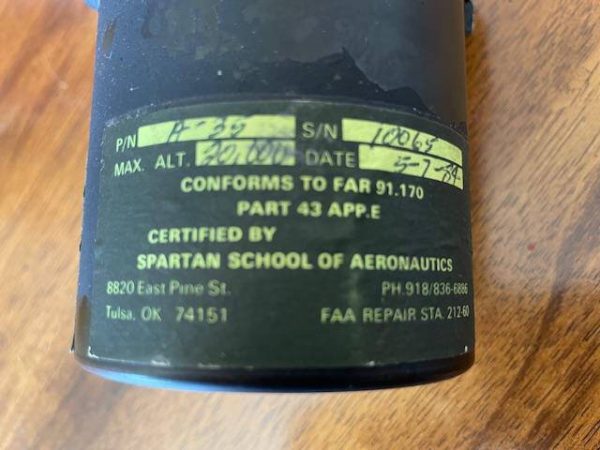 P/N A-35 S/N 10065
MAX. ALT. 20,000 DATE 5-7-84
CONFORMS TO FAR 91.170
PART 43 APP.E
CERTIFIED BY
SPARTAN SCHOOL OF AERONAUTICS
8820 East Pine St. PH.918/836-6886
Tulsa, OK 74151 FAA REPAIR STA. 212-60